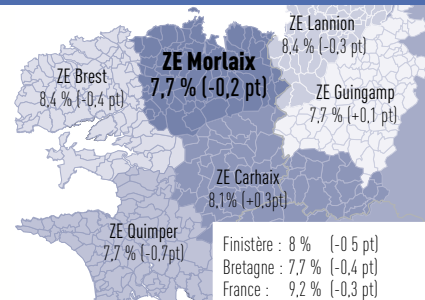 ZE Lannion
8,4 % (-0,3 pt)
ZE Morlaix
7,7 % (-0,2 pt)
ZE Brest
8,4 % (-0,4 pt)
ZE Guingamp
7,7 % (+0,1 pt)
ZE Carhaix
8,1% (+0,3pt)
ZE Quimper
7,7 % (-0,7pt)
Finistère : 8 % (-0 5 pt)
Bretagne : 7,7 % (-0,4 pt)
France : 9,2 % (-0,3 pt)